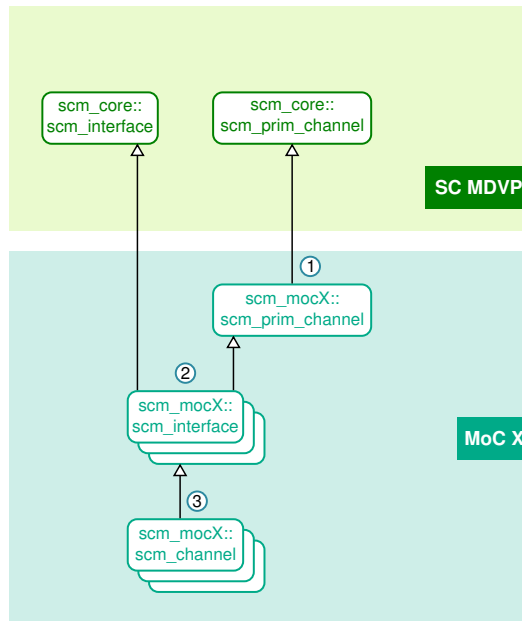 scm_core::
scm_interface
scm_core::
scm_prim_channel
SC MDVP
1
scm_mocX::
scm_prim_channel
2
scm_mocX::
scm_interface
MoC X
3
scm_mocX::
scm_channel